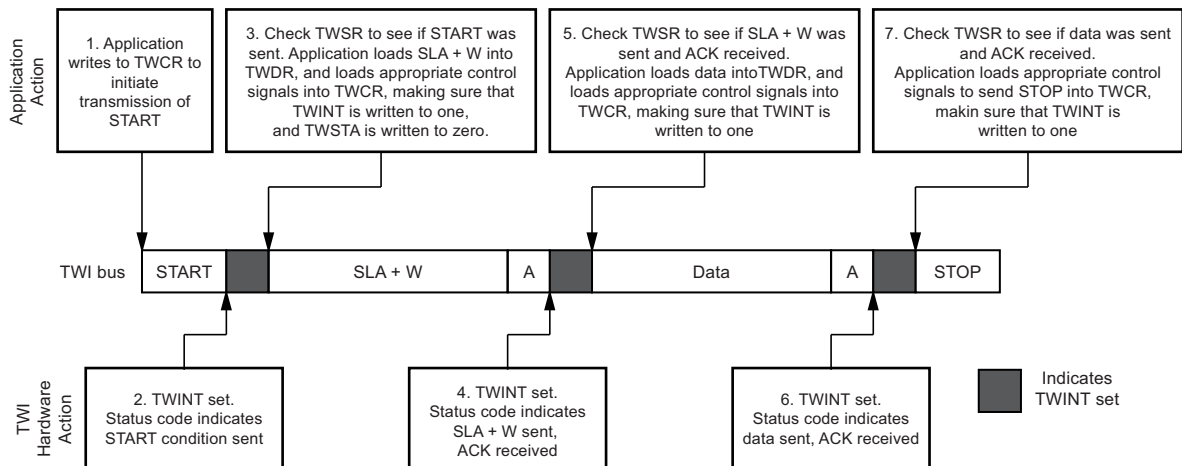 Application
Action
1. Application
writes to TWCR to
initiate
transmission of
START
3. Check TWSR to see if START was
sent. Application loads SLA + W into
TWDR, and loads appropriate control
signals into TWCR, making sure that
TWINT is written to one,
and TWSTA is written to zero.
5. Check TWSR to see if SLA + W was
sent and ACK received.
Application loads data intoTWDR, and
loads appropriate control signals into
TWCR, making sure that TWINT is
written to one
7. Check TWSR to see if data was sent
and ACK received.
Application loads appropriate control
signals to send STOP into TWCR,
makin sure that TWINT is
written to one
TWI bus
START
SLA + W
A
Data
A
STOP
TWI
Hardware
Action
2. TWINT set.
Status code indicates
START condition sent
4. TWINT set.
Status code indicates
SLA + W sent,
ACK received
6. TWINT set.
Status code indicates
data sent, ACK received
Indicates
TWINT set